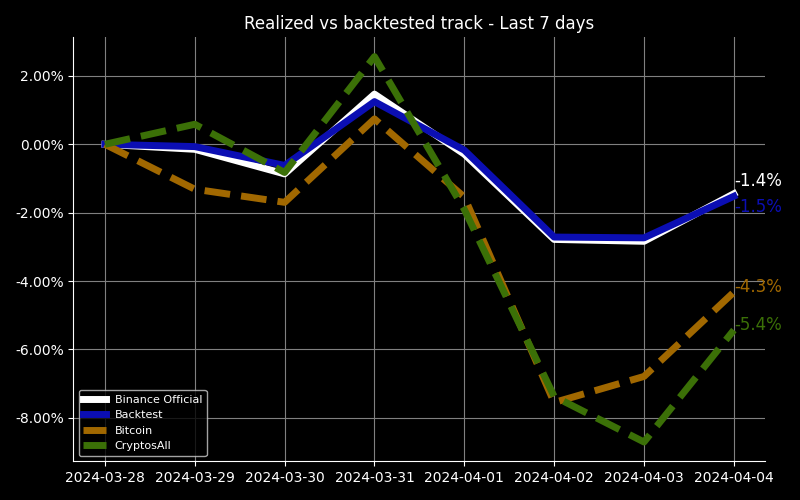 Realized vs backtested track - Last 7 days
2.00%
0.00%
-2.00%
-4.00%
-6.00%
-8.00%
-1.4%
-1.5%
-4.3%
-5.4%
Binance Official
Backtest
Bitcoin
CryptosAll
2024-03-28 2024-03-29 2024-03-30 2024-03-31 2024-04-01 2024-04-02 2024-04-03 2024-04-04